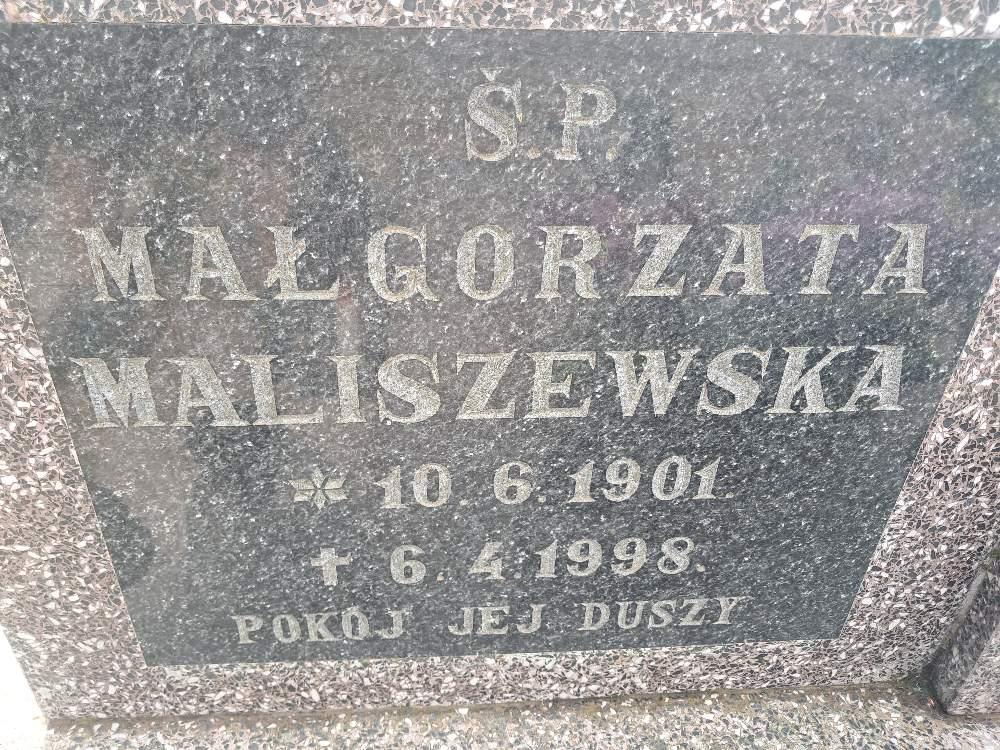 Ś.P.
MAŁGORZATA
MALISZEWSKA
* 10. 6. 1901.
✝ 6. 4. 1998.
POKÓJ JEJ DUSZY